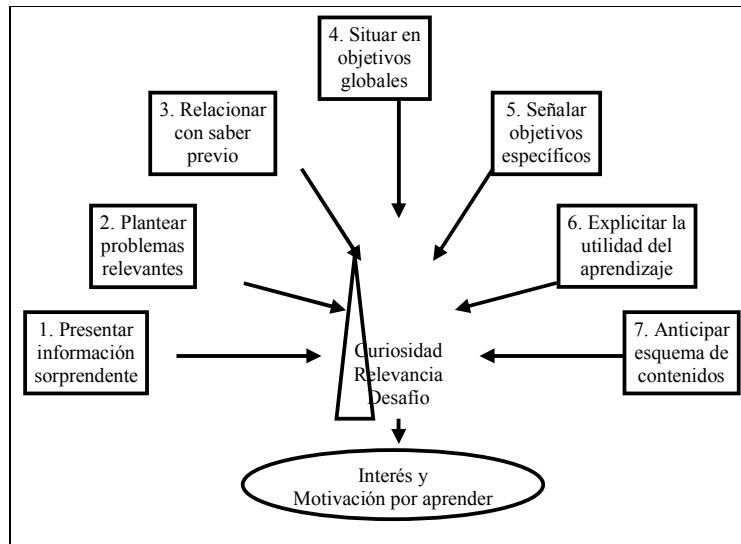 4. Situar en
objetivos
globales
3. Relacionar
con saber
previo
5. Señalar
objetivos
específicos
2. Plantear
problemas
relevantes
6. Explicitar la
utilidad del
aprendizaje
1. Presentar
información
sorprendente
7. Anticipar
esquema de
contenidos
Curiosidad
Relevancia
Desafío
Interés y
Motivación por aprender